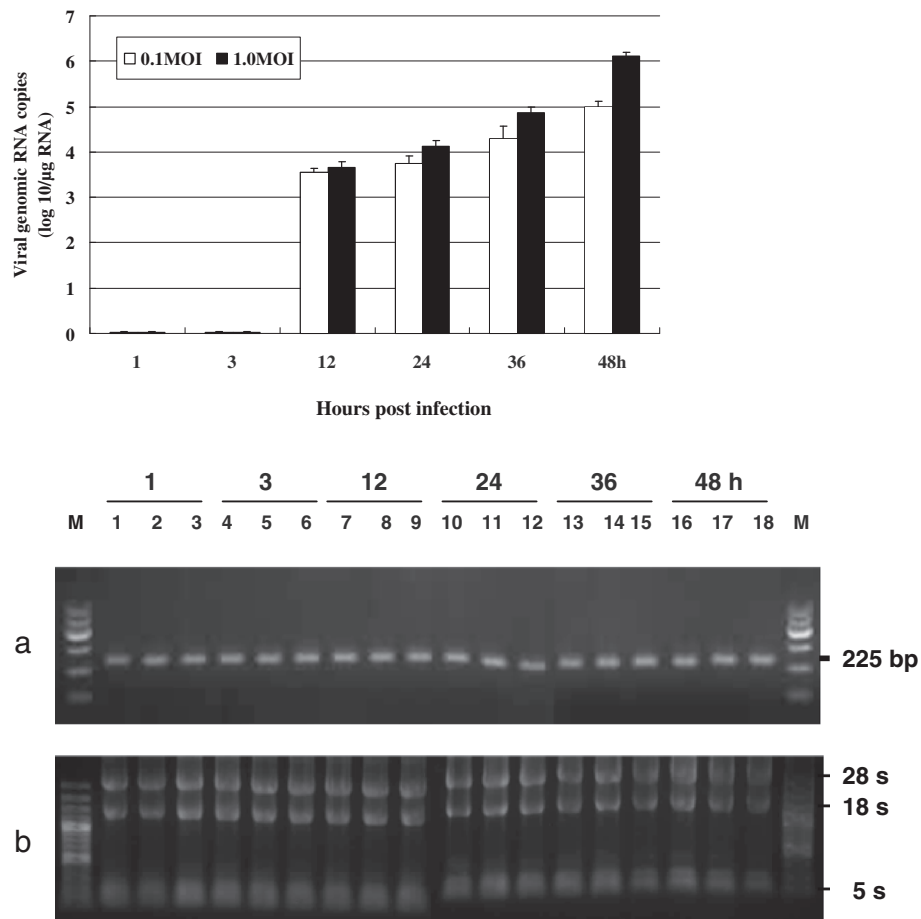 7
0.1MOI 1.0MOI
6
5
4
3
2
1
0
Viral genomic RNA copies
(log 10/µg RNA)
1 3 12 24 36 48h
Hours post infection
1 3 12 24 36 48 h
M 1 2 3 4 5 6 7 8 9 10 11 12 13 14 15 16 17 18 M
a
225 bp
28 s
18 s
b
5 s